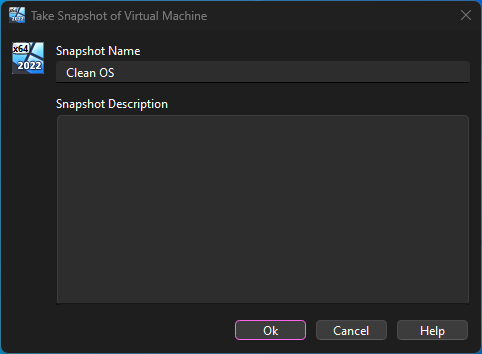 Take Snapshot of Virtual Machine
x64
2022
Snapshot Name
Clean OS
Snapshot Description
Ok Cancel Help